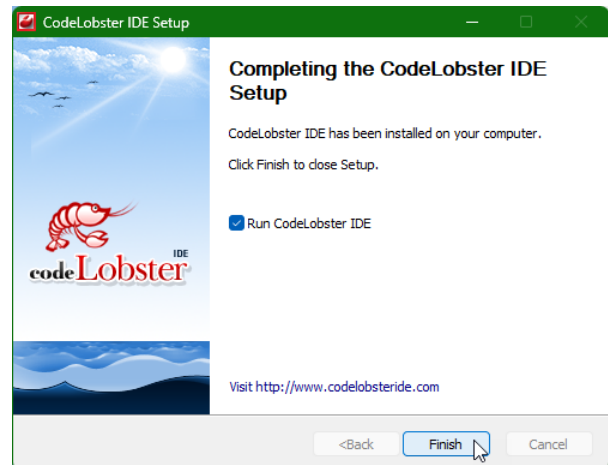 CodeLobster IDE Setup
Completing the CodeLobster IDE
Setup
CodeLobster IDE has been installed on your computer.
Click Finish to close Setup.
Run CodeLobster IDE
IDE
codeLobster
Visit http://www.codelobsteride.com
<Back
Finish
Cancel